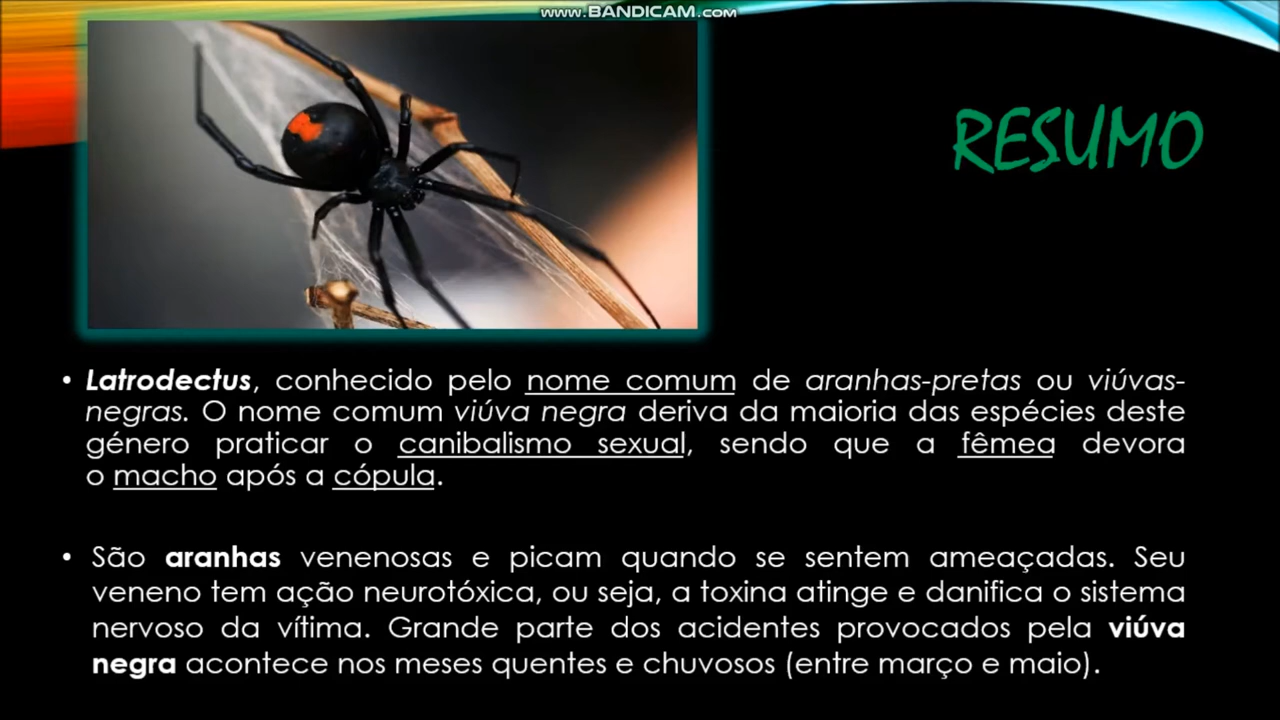 www.BANDICAM.com
RESUMO
• Latrodectus, conhecido pelo nome comum de aranhas-pretas ou viúvas-
negras. O nome comum viúva negra deriva da maioria das espécies deste
género praticar o canibalismo sexual, sendo que a fêmea devora
o macho após a cópula.
• São aranhas venenosas e picam quando se sentem ameaçadas. Seu
veneno tem ação neurotóxica, ou seja, a toxina atinge e danifica o sistema
nervoso da vítima. Grande parte dos acidentes provocados pela viúva
negra acontece nos meses quentes e chuvosos (entre março e maio).